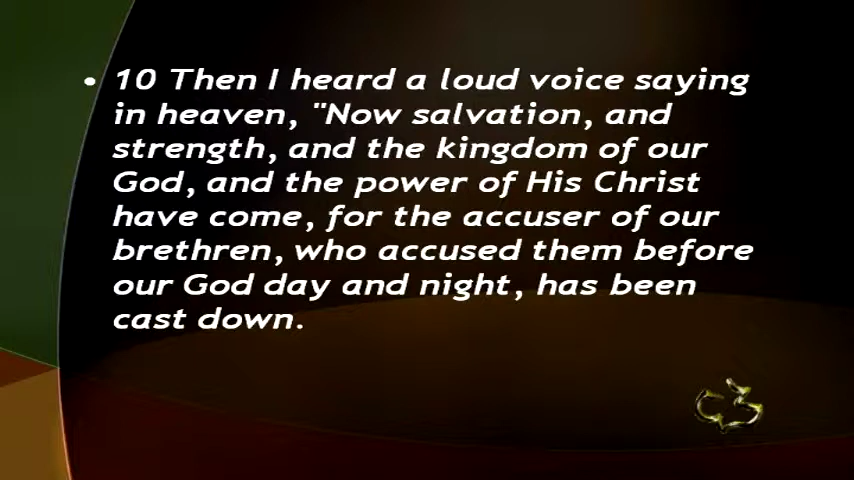 • 10 Then I heard a loud voice saying
in heaven, "Now salvation, and
strength, and the kingdom of our
God, and the power of His Christ
have come, for the accuser of our
brethren, who accused them before
our God day and night, has been
cast down.
C3